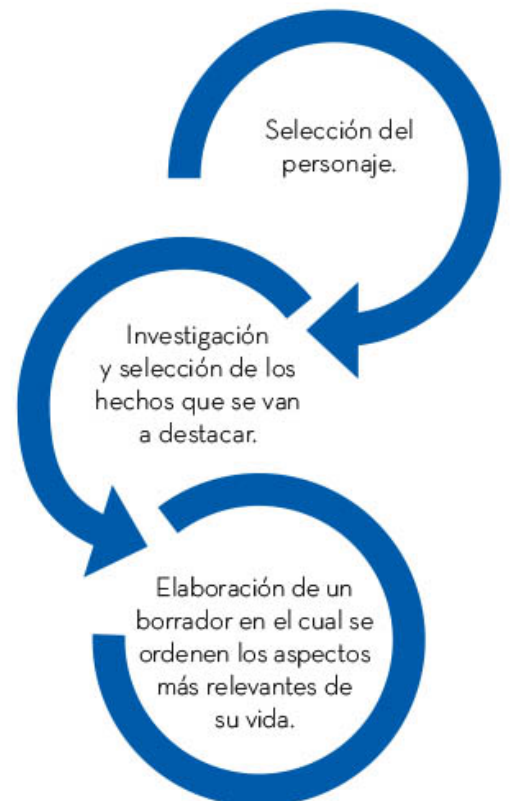 Selección del
personaje.
Investigación
y selección de los
hechos que se van
a destacar.
Elaboración de un
borrador en el cual se
ordenen los aspectos
más relevantes de
su vida.